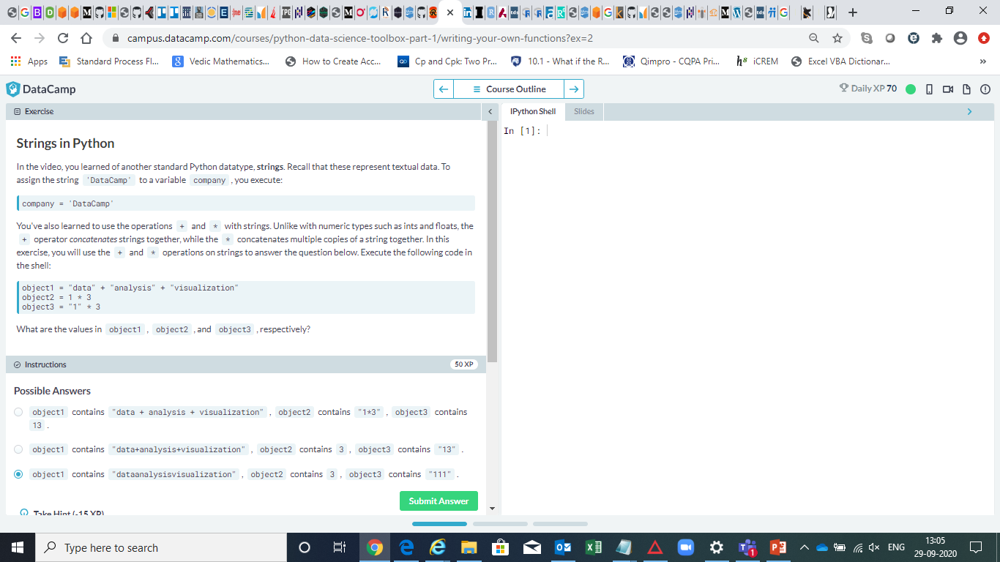 campus.datacamp.com/courses/python-data-science-toolbox-part-1/writing-your-own-functions?ex=2
Apps Standard Process Fl... Vedic Mathematics... How to Create Acc... Cp and Cpk: Two Pr... 10.1 - What if the R... Qimpro - CQPA Pri... iCREM Excel VBA Dictionar... »
DataCamp Course Outline Daily XP 70
Exercise IPython Shell Slides
Strings in Python
In [1]:
In the video, you learned of another standard Python datatype, strings. Recall that these represent textual data. To
assign the string 'DataCamp' to a variable company , you execute:
company = 'DataCamp'
You've also learned to use the operations + and * with strings. Unlike with numeric types such as ints and floats, the
+ operator concatenates strings together, while the * concatenates multiple copies of a string together. In this
exercise, you will use the + and * operations on strings to answer the question below. Execute the following code in
the shell:
object1 = "data" + "analysis" + "visualization"
object2 = 1 * 3
object3 = "1" * 3
What are the values in object1 , object2 , and object3 , respectively?
Instructions 50 XP
Possible Answers
object1 contains "data + analysis + visualization" , object2 contains "1*3" , object3 contains
13 .
object1 contains "data+analysis+visualization" , object2 contains 3 , object3 contains "13" .
object1 contains "dataanalysisvisualization" , object2 contains 3 , object3 contains "111" .
Submit Answer
Take Hint (-15 XP)
Type here to search
ENG
13:05
29-09-2020